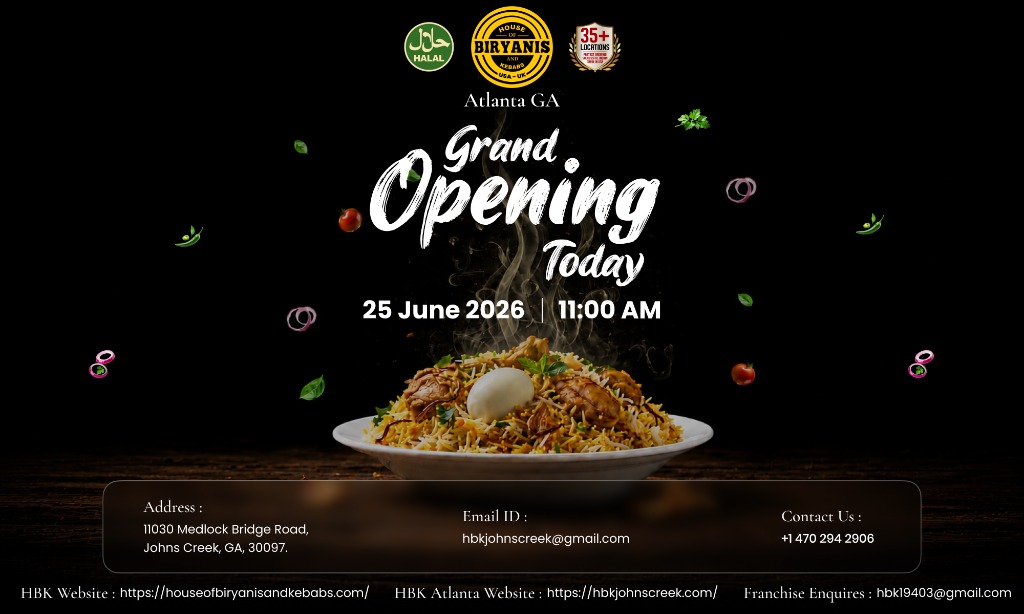 حلال
HALAL
HOUSE
OF
BIRYANIS
AND
KEBABS
USA - UK
35+
LOCATIONS
Atlanta GA
Grand
Opening
Today
25 June 2026 | 11:00 AM
Address :
11030 Medlock Bridge Road,
Johns Creek, GA, 30097.
Email ID :
hbkjohnscreek@gmail.com
Contact Us :
+1 470 294 2906
HBK Website : https://houseofbiryanisandkebabs.com/
HBK Atlanta Website : https://hbkjohnscreek.com/
Franchise Enquires : hbk19403@gmail.com